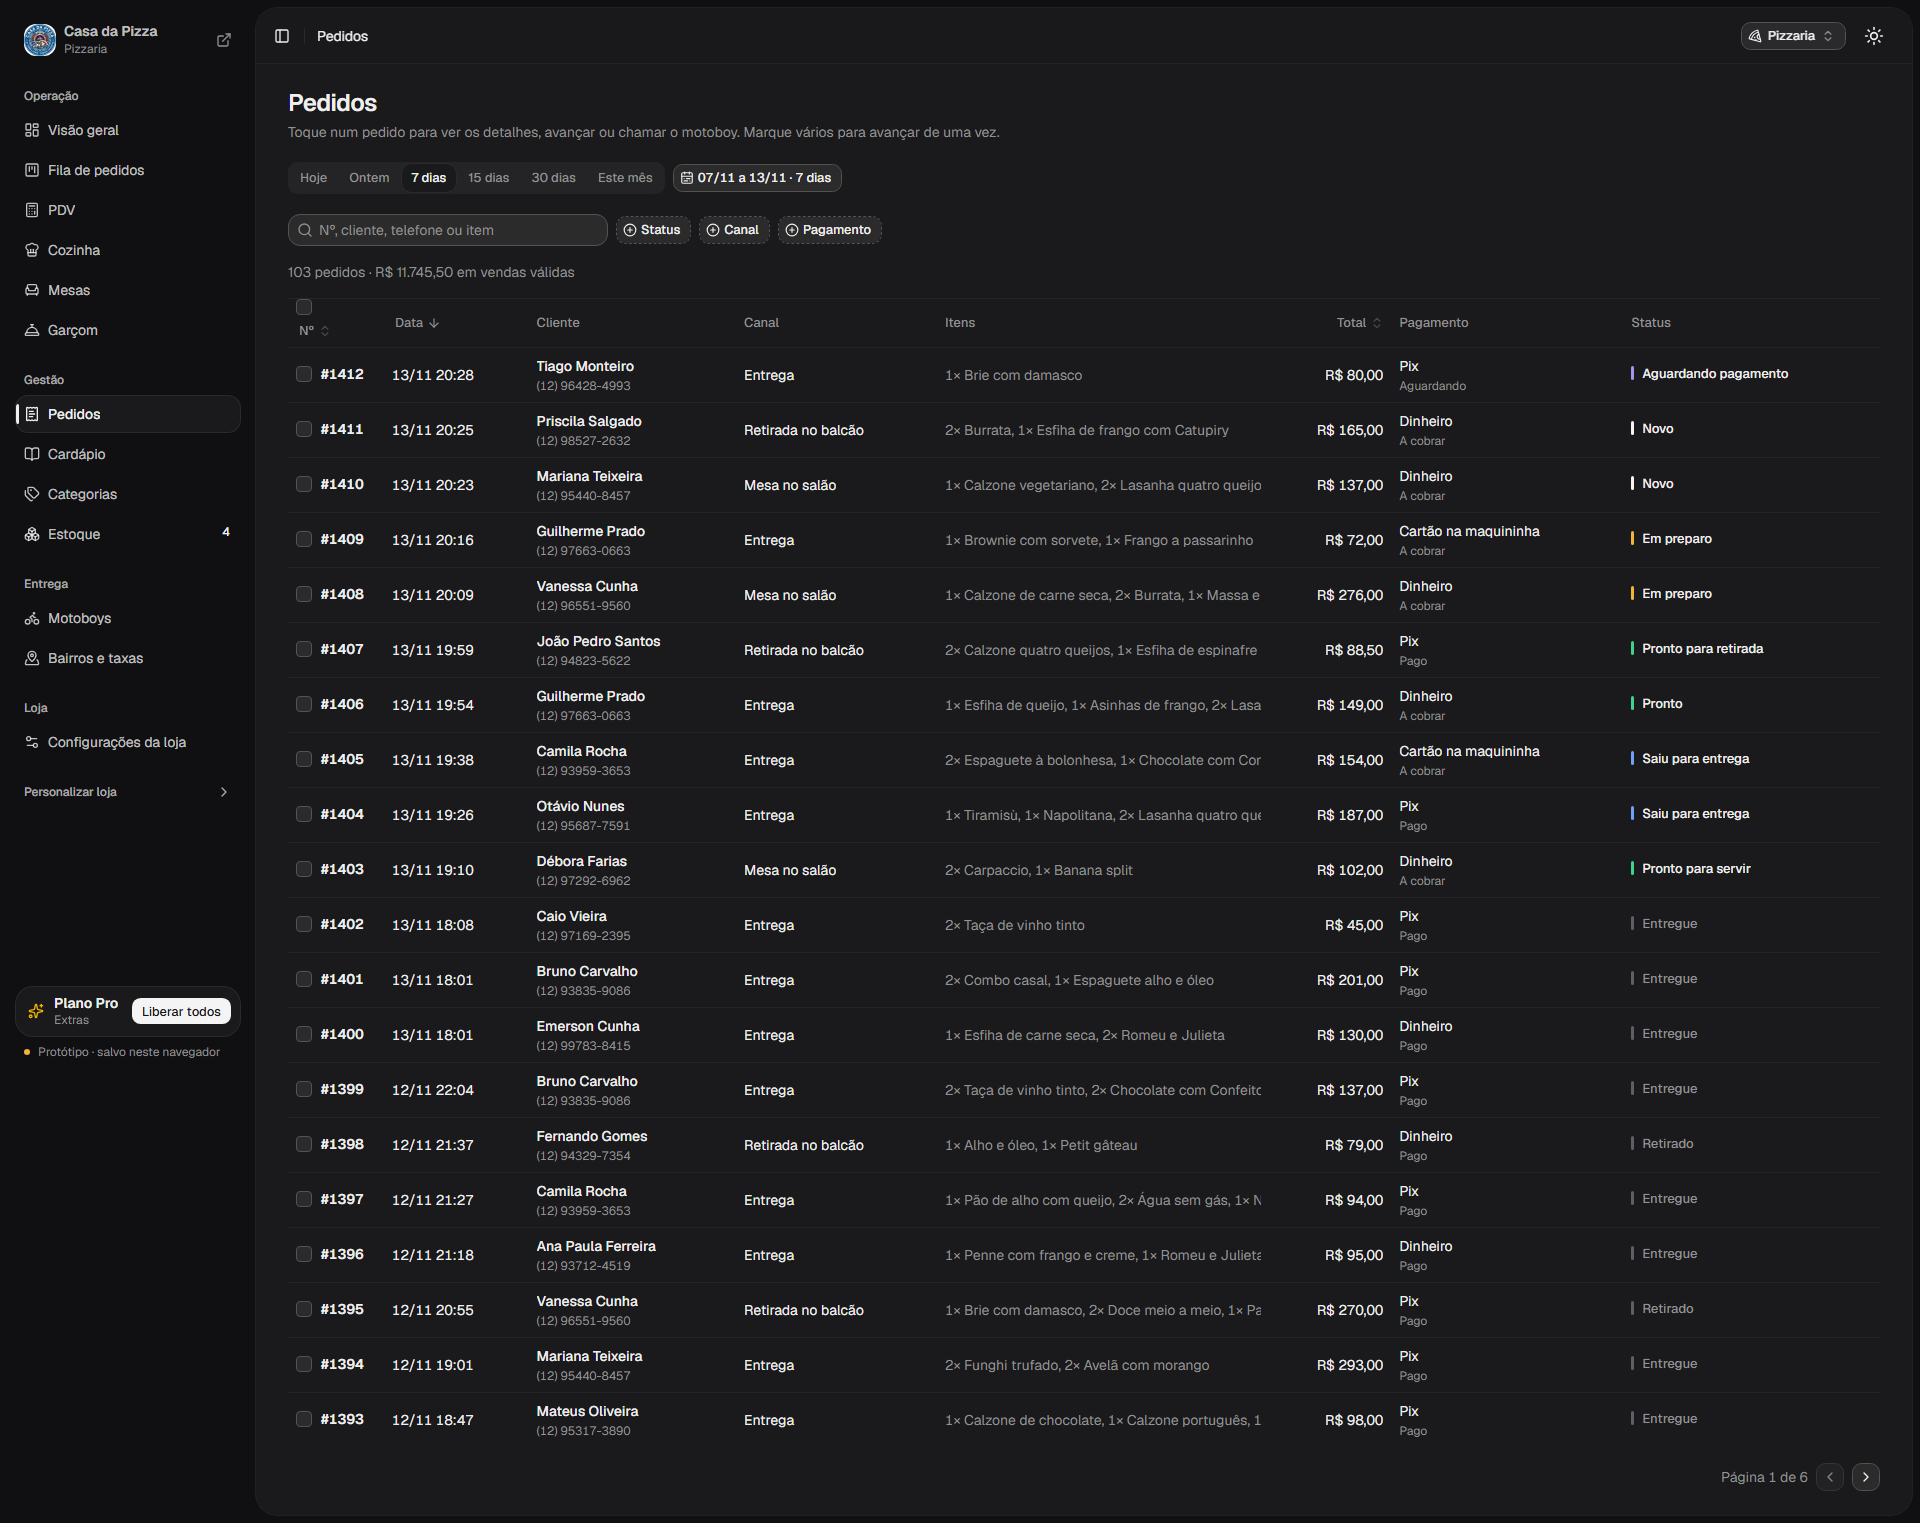 Casa da Pizza
Pizzaria
Operação
Visão geral
Fila de pedidos
PDV
Cozinha
Mesas
Garçom
Gestão
Pedidos
Cardápio
Categorias
Estoque 4
Entrega
Motoboys
Bairros e taxas
Loja
Configurações da loja
Personalizar loja
Plano Pro
Extras
Liberar todos
Protótipo · salvo neste navegador
Pedidos
Pizzaria
Pedidos
Toque num pedido para ver os detalhes, avançar ou chamar o motoboy. Marque vários para avançar de uma vez.
Hoje Ontem 7 dias 15 dias 30 dias Este mês 07/11 a 13/11 · 7 dias
Nº, cliente, telefone ou item Status Canal Pagamento
103 pedidos · R$ 11.745,50 em vendas válidas
Nº Data Cliente Canal Itens Total Pagamento Status
#1412 13/11 20:28 Tiago Monteiro Entrega 1× Brie com damasco R$ 80,00 Pix Aguardando pagamento
(12) 96428-4993 Aguardando
#1411 13/11 20:25 Priscila Salgado Retirada no balcão 2× Burrata, 1× Esfiha de frango com Catupiry R$ 165,00 Dinheiro Novo
(12) 98527-2632 A cobrar
#1410 13/11 20:23 Mariana Teixeira Mesa no salão 1× Calzone vegetariano, 2× Lasanha quatro queijo R$ 137,00 Dinheiro Novo
(12) 95440-8457 A cobrar
#1409 13/11 20:16 Guilherme Prado Entrega 1× Brownie com sorvete, 1× Frango a passarinho R$ 72,00 Cartão na maquininha Em preparo
(12) 97663-0663 A cobrar
#1408 13/11 20:09 Vanessa Cunha Mesa no salão 1× Calzone de carne seca, 2× Burrata, 1× Massa e R$ 276,00 Dinheiro Em preparo
(12) 96551-9560 A cobrar
#1407 13/11 19:59 João Pedro Santos Retirada no balcão 2× Calzone quatro queijos, 1× Esfiha de espinafre R$ 88,50 Pix Pronto para retirada
(12) 94823-5622 Pago
#1406 13/11 19:54 Guilherme Prado Entrega 1× Esfiha de queijo, 1× Asinhas de frango, 2× Lasa R$ 149,00 Dinheiro Pronto
(12) 97663-0663 A cobrar
#1405 13/11 19:38 Camila Rocha Entrega 2× Espaguete à bolonhesa, 1× Chocolate com Cor R$ 154,00 Cartão na maquininha Saiu para entrega
(12) 93959-3653 A cobrar
#1404 13/11 19:26 Otávio Nunes Entrega 1× Tiramisù, 1× Napolitana, 2× Lasanha quatro que R$ 187,00 Pix Saiu para entrega
(12) 95687-7591 Pago
#1403 13/11 19:10 Débora Farias Mesa no salão 2× Carpaccio, 1× Banana split R$ 102,00 Dinheiro Pronto para servir
(12) 97292-6962 A cobrar
#1402 13/11 18:08 Caio Vieira Entrega 2× Taça de vinho tinto R$ 45,00 Pix Entregue
(12) 97169-2395 Pago
#1401 13/11 18:01 Bruno Carvalho Entrega 2× Combo casal, 1× Espaguete alho e óleo R$ 201,00 Pix Entregue
(12) 93835-9086 Pago
#1400 13/11 18:01 Emerson Cunha Entrega 1× Esfiha de carne seca, 2× Romeu e Julieta R$ 130,00 Dinheiro Entregue
(12) 99783-8415 Pago
#1399 12/11 22:04 Bruno Carvalho Entrega 2× Taça de vinho tinto, 2× Chocolate com Confeitc R$ 137,00 Pix Entregue
(12) 93835-9086 Pago
#1398 12/11 21:37 Fernando Gomes Retirada no balcão 1× Alho e óleo, 1× Petit gâteau R$ 79,00 Dinheiro Retirado
(12) 94329-7354 Pago
#1397 12/11 21:27 Camila Rocha Entrega 1× Pão de alho com queijo, 2× Água sem gás, 1× N R$ 94,00 Pix Entregue
(12) 93959-3653 Pago
#1396 12/11 21:18 Ana Paula Ferreira Entrega 1× Penne com frango e creme, 1× Romeu e Julieta R$ 95,00 Dinheiro Entregue
(12) 93712-4519 Pago
#1395 12/11 20:55 Vanessa Cunha Retirada no balcão 1× Brie com damasco, 2× Doce meio a meio, 1× Pa R$ 270,00 Pix Retirado
(12) 96551-9560 Pago
#1394 12/11 19:01 Mariana Teixeira Entrega 2× Funghi trufado, 2× Avelã com morango R$ 293,00 Pix Entregue
(12) 95440-8457 Pago
#1393 12/11 18:47 Mateus Oliveira Entrega 1× Calzone de chocolate, 1× Calzone português, 1 R$ 98,00 Pix Entregue
(12) 95317-3890 Pago
Página 1 de 6